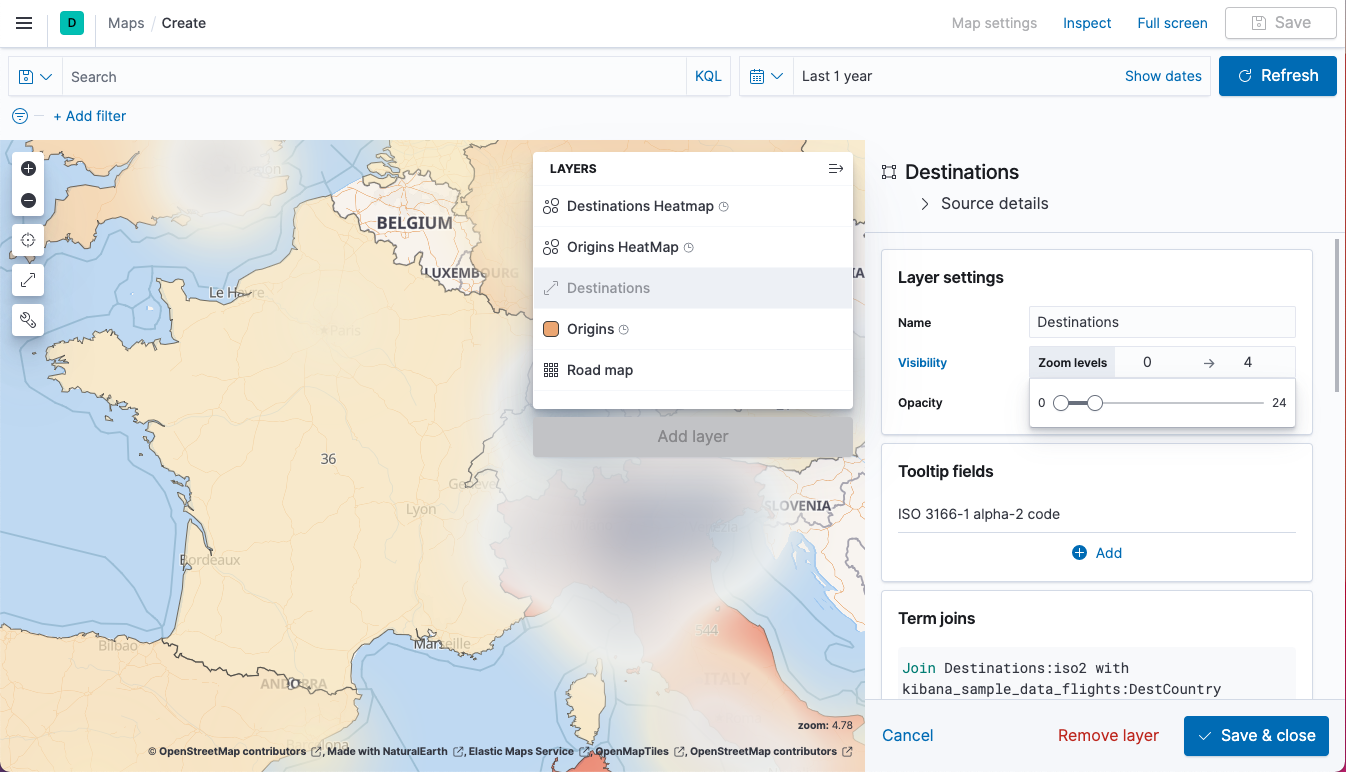 D
Maps / Create
Map settings
Inspect
Full screen
Save
Search
KQL
Last 1 year
Show dates
Refresh
+ Add filter
LAYERS
Destinations Heatmap
Origins HeatMap
Destinations
Origins
Road map
Add layer
BELGIUM
LUXEMBOURG
Le Havre
Paris
36
Genève
Lyon
SLOVENIA
Bordeaux
544
Marseille
Bilbao
ITALY
ANDORRA
zoom: 4.78
© OpenStreetMap contributors , Made with NaturalEarth , Elastic Maps Service , OpenMapTiles , OpenStreetMap contributors
Destinations
Source details
Layer settings
Name
Destinations
Visibility
Zoom levels
0 → 4
Opacity
0
24
Tooltip fields
ISO 3166-1 alpha-2 code
Add
Term joins
Join Destinations:iso2 with
kibana_sample_data_flights:DestCountry
Cancel
Remove layer
Save & close